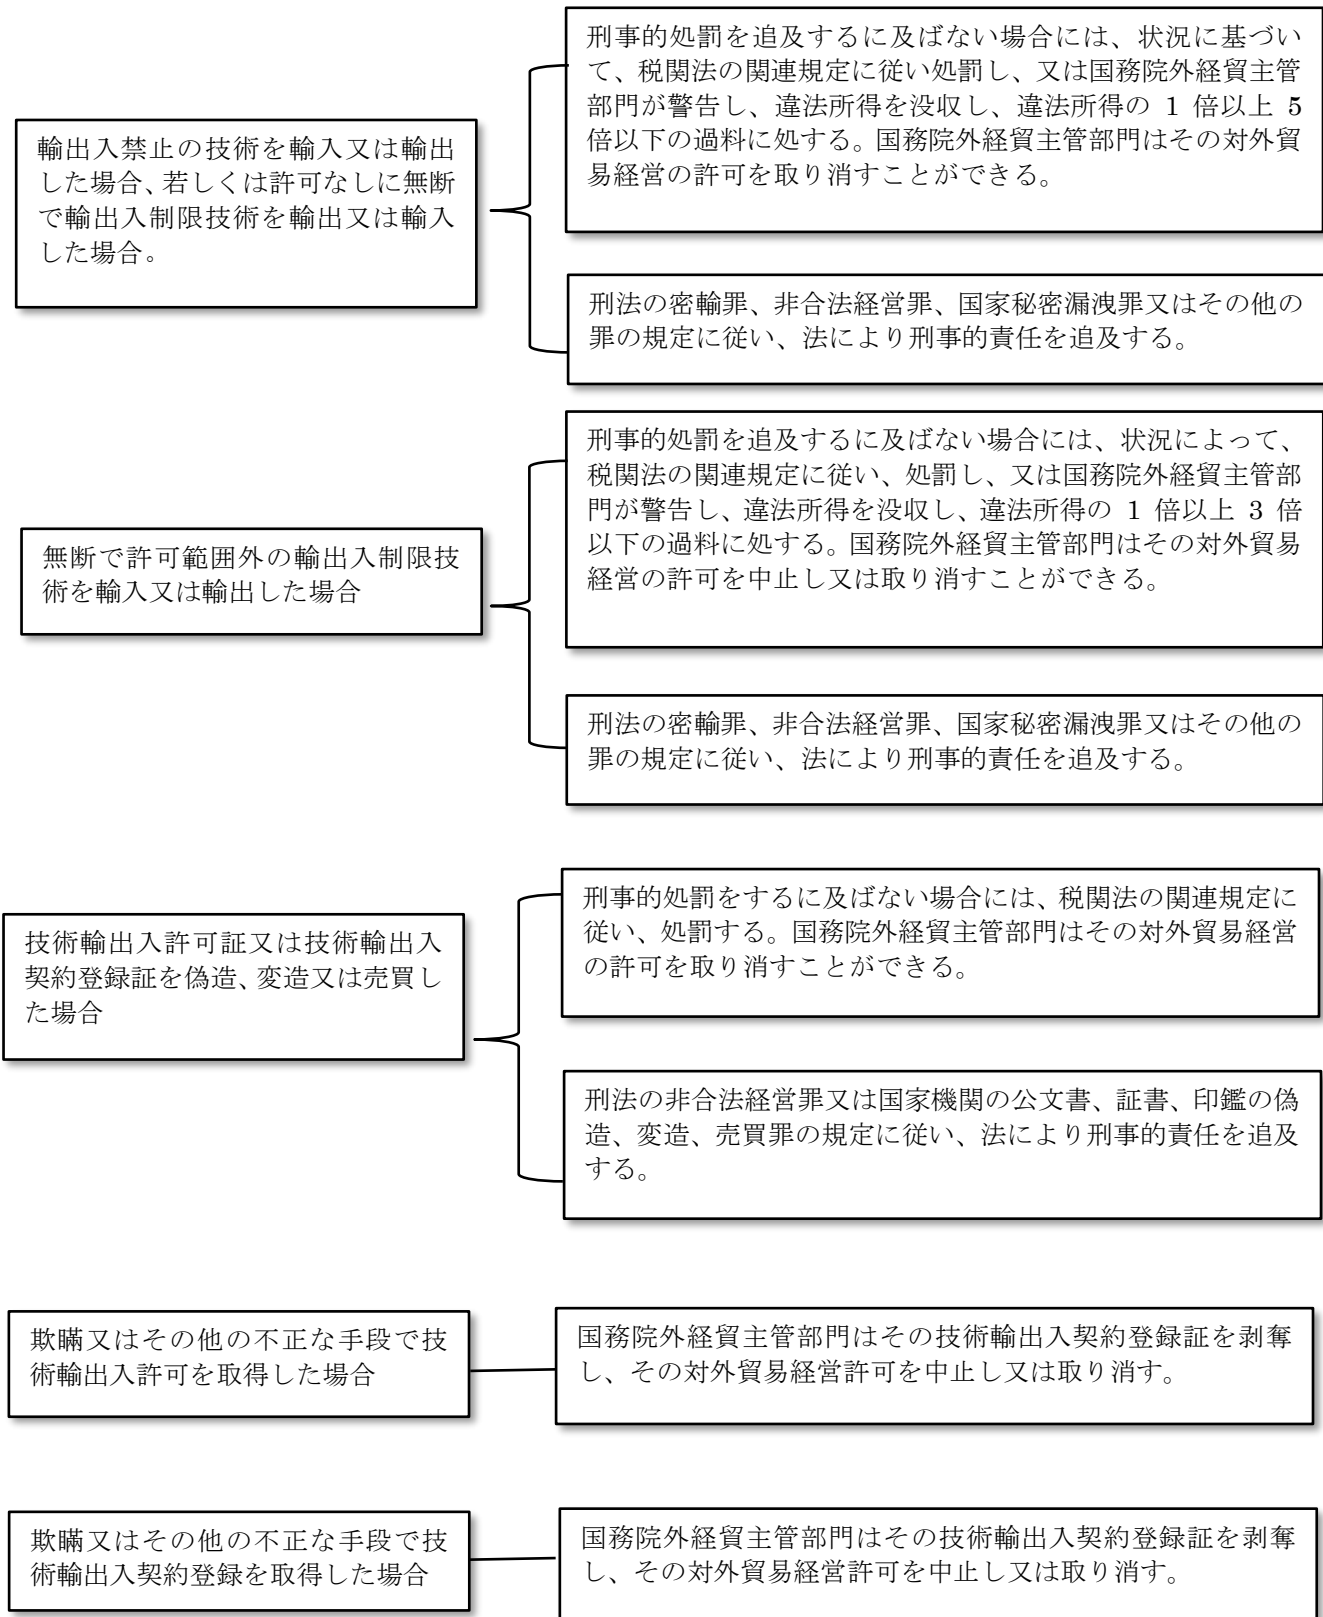 輸出入禁止の技術を輸入又は輸出
した場合、若しくは許可なしに無断
で輸出入制限技術を輸出又は輸入
した場合。
刑事的処罰を追及するに及ばない場合には、状況に基づい
て、税関法の関連規定に従い処罰し、又は国務院外経貿主管
部門が警告し、違法所得を没収し、違法所得の 1 倍以上 5
倍以下の過料に処する。国務院外経貿主管部門はその対外貿
易経営の許可を取り消すことができる。
刑法の密輸罪、非合法経営罪、国家秘密漏洩罪又はその他の
罪の規定に従い、法により刑事的責任を追及する。
無断で許可範囲外の輸出入制限技
術を輸入又は輸出した場合
刑事的処罰を追及するに及ばない場合には、状況によって、
税関法の関連規定に従い、処罰し、又は国務院外経貿主管部
門が警告し、違法所得を没収し、違法所得の 1 倍以上 3 倍
以下の過料に処する。国務院外経貿主管部門はその対外貿易
経営の許可を中止し又は取り消すことができる。
刑法の密輸罪、非合法経営罪、国家秘密漏洩罪又はその他の
罪の規定に従い、法により刑事的責任を追及する。
技術輸出入許可証又は技術輸出入
契約登録証を偽造、変造又は売買し
た場合
刑事的処罰をするに及ばない場合には、税関法の関連規定に
従い、処罰する。国務院外経貿主管部門はその対外貿易経営
の許可を取り消すことができる。
刑法の非合法経営罪又は国家機関の公文書、証書、印鑑の偽
造、変造、売買罪の規定に従い、法により刑事的責任を追及
する。
欺瞞又はその他の不正な手段で技
術輸出入許可を取得した場合
国務院外経貿主管部門はその技術輸出入契約登録証を剥奪
し、その対外貿易経営許可を中止し又は取り消す。
欺瞞又はその他の不正な手段で技
術輸出入契約登録を取得した場合
国務院外経貿主管部門はその技術輸出入契約登録証を剥奪
し、その対外貿易経営許可を中止し又は取り消す。